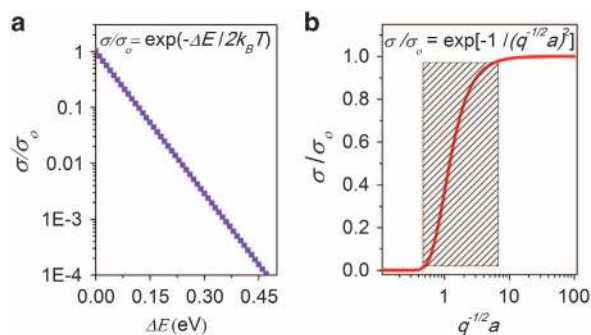 a
σ/σₒ = exp(-ΔE/2k_BT)
1
0.1
0.01
1E-3
1E-4
σ/σₒ
0.00 0.15 0.30 0.45
ΔE (eV)
b
σ/σₒ = exp[-1/(q^{-1/2}a)²]
1.0
0.8
0.6
0.4
0.2
0.0
σ/σₒ
1 10 100
q^{-1/2}a